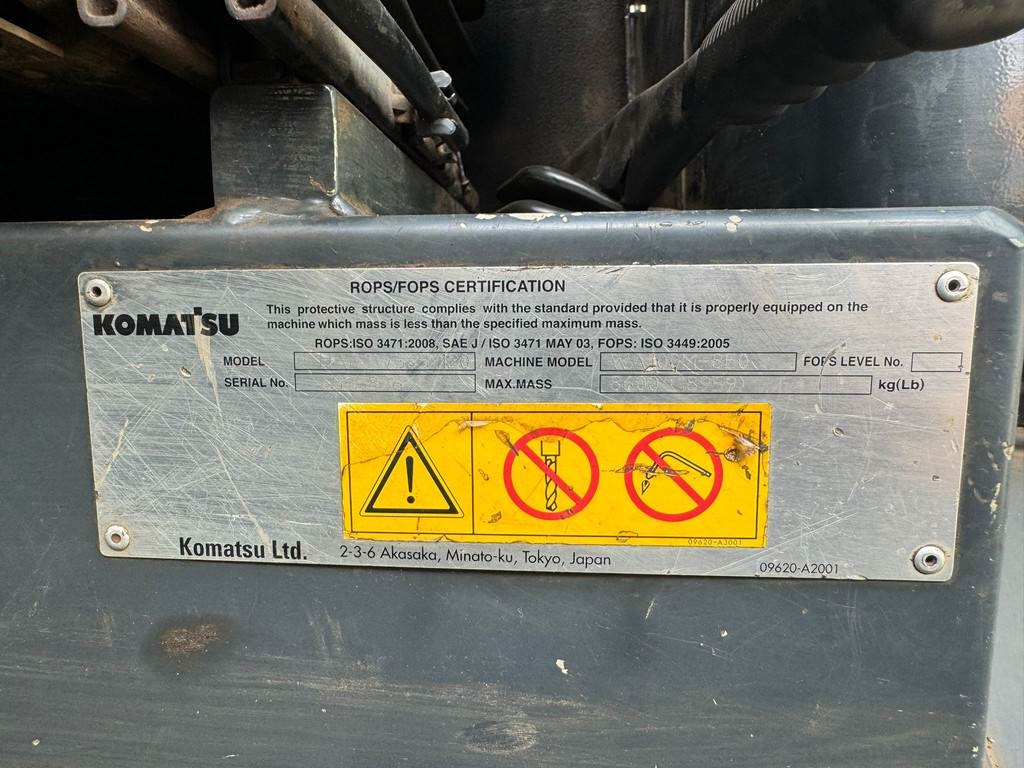 ROPS/FOPS CERTIFICATION
KOMATSU
This protective structure complies with the standard provided that it is properly equipped on the
machine which mass is less than the specified maximum mass.
ROPS:ISO 3471:2008, SAE J / ISO 3471 MAY 03, FOPS: ISO 3449:2005
MODEL MACHINE MODEL FOPS LEVEL No.
SERIAL No. MAX.MASS kg(Lb)
09620-A3001
Komatsu Ltd. 2-3-6 Akasaka, Minato-ku, Tokyo, Japan 09620-A2001